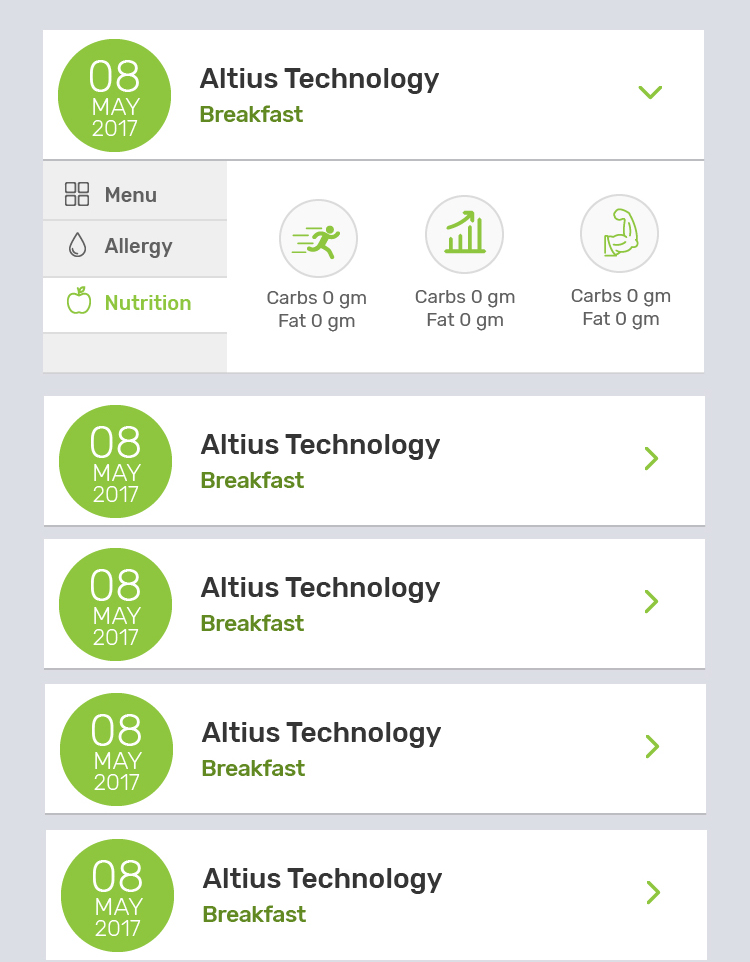 08
MAY
2017
Altius Technology
Breakfast
Menu
Allergy
Nutrition
Carbs 0 gm
Fat 0 gm
Carbs 0 gm
Fat 0 gm
Carbs 0 gm
Fat 0 gm
08
MAY
2017
Altius Technology
Breakfast
08
MAY
2017
Altius Technology
Breakfast
08
MAY
2017
Altius Technology
Breakfast
08
MAY
2017
Altius Technology
Breakfast